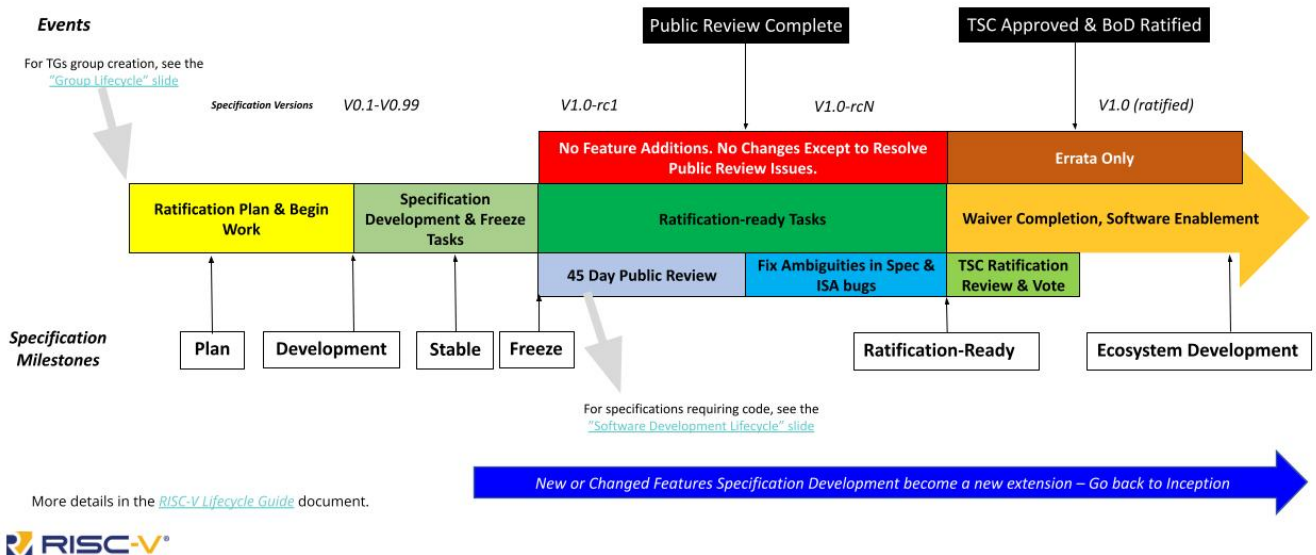 Events
Public Review Complete
TSC Approved & BoD Ratified
For TGs group creation, see the
"Group Lifecycle" slide
Specification Versions
V0.1-V0.99
V1.0-rc1
V1.0-rcN
V1.0 (ratified)
No Feature Additions. No Changes Except to Resolve
Public Review Issues.
Errata Only
Ratification Plan & Begin
Work
Specification
Development & Freeze
Tasks
Ratification-ready Tasks
Waiver Completion, Software Enablement
45 Day Public Review
Fix Ambiguities in Spec &
ISA bugs
TSC Ratification
Review & Vote
Specification
Milestones
Plan
Development
Stable
Freeze
Ratification-Ready
Ecosystem Development
For specifications requiring code, see the
"Software Development Lifecycle" slide
New or Changed Features Specification Development become a new extension – Go back to Inception
More details in the RISC-V Lifecycle Guide document.
RISC-V®